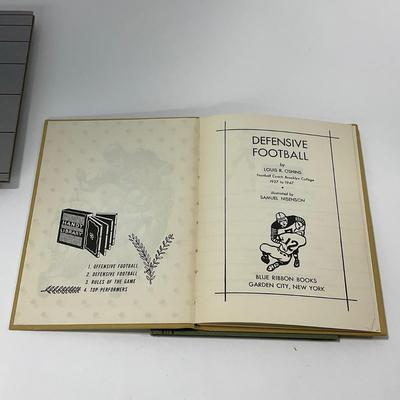 HANDY
LIBRARY
1. OFFENSIVE FOOTBALL
2. DEFENSIVE FOOTBALL
3. RULES OF THE GAME
4. TOP PERFORMERS
DEFENSIVE
FOOTBALL
by
LOUIS R. OSHINS
Football Coach Brooklyn College
1937 to 1947
illustrated by
SAMUEL NISENSON
12
BLUE RIBBON BOOKS
GARDEN CITY, NEW YORK